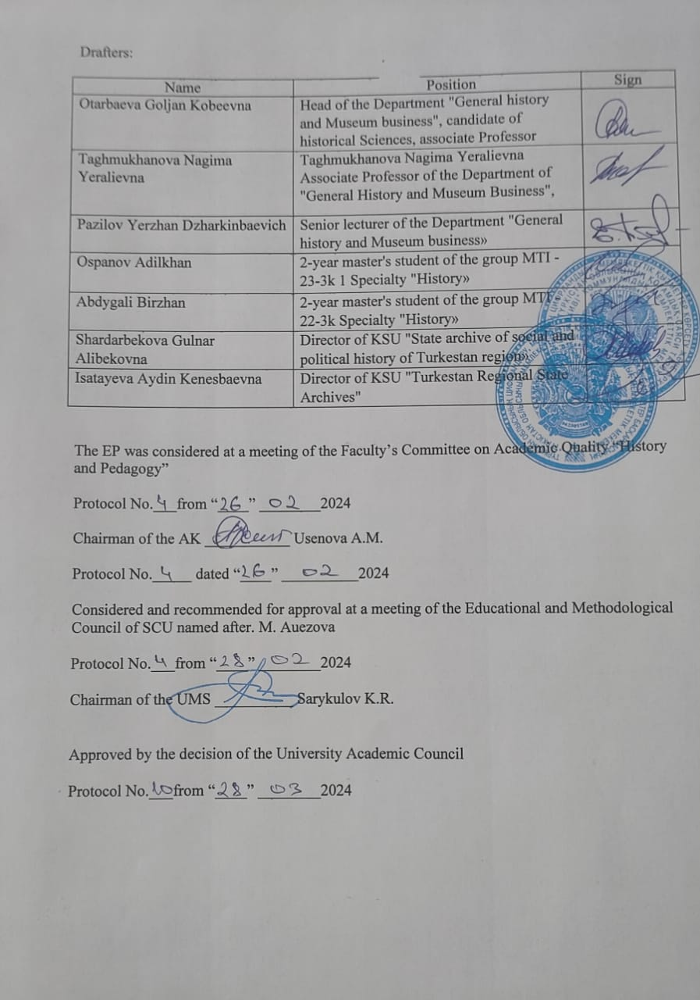 Drafters:
Name Position Sign
Otarbaeva Goljan Kobeevna
Head of the Department "General history
and Museum business", candidate of
historical Sciences, associate Professor
Taghmukhanova Nagima
Yeralievna
Taghmukhanova Nagima Yeralievna
Associate Professor of the Department of
"General History and Museum Business",
Pazilov Yerzhan Dzharkinbaevich
Senior lecturer of the Department "General
history and Museum business»
Ospanov Adilkhan
2-year master's student of the group MTI -
23-3k 1 Specialty "History»
Abdygali Birzhan
2-year master's student of the group MTI
22-3k Specialty "History»
Shardarbekova Gulnar
Alibekovna
Director of KSU "State archive of social and
political history of Turkestan region»
Isatayeva Aydin Kenesbaevna
Director of KSU "Turkestan Regional State
Archives"
The EP was considered at a meeting of the Faculty’s Committee on Academic Quality “History
and Pedagogy”
Protocol No. 4 from “26” 02 2024
Chairman of the AK Usenova A.M.
Protocol No. 4 dated “26” 02 2024
Considered and recommended for approval at a meeting of the Educational and Methodological
Council of SCU named after. M. Auezova
Protocol No. 4 from “28” 02 2024
Chairman of the UMS Sarykulov K.R.
Approved by the decision of the University Academic Council
Protocol No. 10 from “28” 03 2024